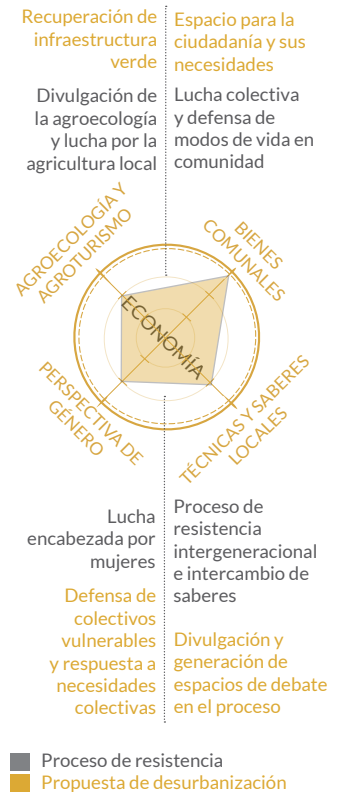 Recuperación de
infraestructura
verde
Espacio para la
ciudadanía y sus
necesidades
Divulgación de
la agroecología
y lucha por la
agricultura local
Lucha colectiva
y defensa de
modos de vida en
comunidad
AGROECOLOGÍA Y
AGROTURISMO
BIENES
COMUNALES
ECONOMÍA
PERSPECTIVA DE
GÉNERO
TÉCNICAS Y SABERES
LOCALES
Lucha
encabezada por
mujeres
Proceso de
resistencia
intergeneracional
e intercambio de
saberes
Defensa de
colectivos
vulnerables
y respuesta a
necesidades
colectivas
Divulgación y
generación de
espacios de debate
en el proceso
Proceso de resistencia
Propuesta de desurbanización